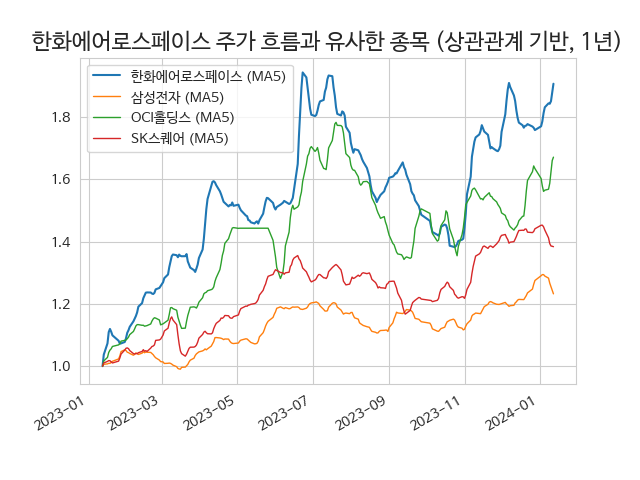 한화에어로스페이스 주가 흐름과 유사한 종목 (상관관계 기반, 1년)
한화에어로스페이스 (MA5)
삼성전자 (MA5)
OCI홀딩스 (MA5)
SK스퀘어 (MA5)
1.8
1.6
1.4
1.2
1.0
2023-01
2023-03
2023-05
2023-07
2023-09
2023-11
2024-01